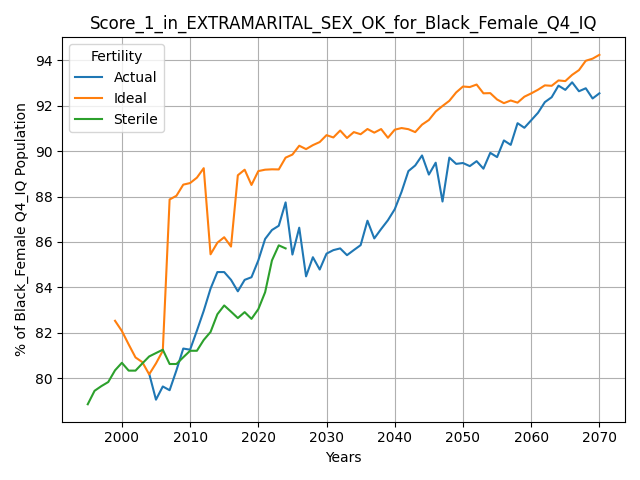 Score_1_in_EXTRAMARITAL_SEX_OK_for_Black_Female_Q4_IQ
Fertility
Actual
Ideal
Sterile
% of Black_Female Q4_IQ Population
94
92
90
88
86
84
82
80
2000 2010 2020 2030 2040 2050 2060 2070
Years